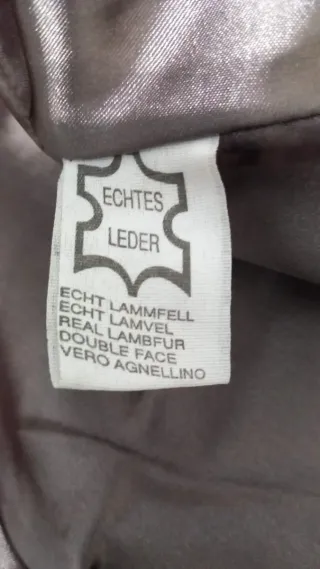 ECHTES
LEDER
ECHT LAMMFELL
ECHT LAMVEL
REAL LAMBFUR
DOUBLE FACE
VERO AGNELLINO